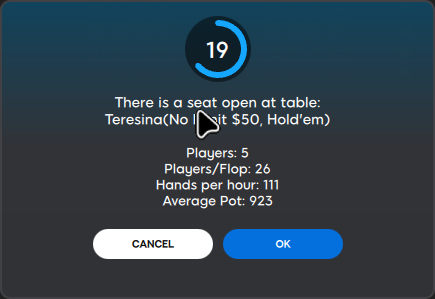 19
There is a seat open at table:
Teresina(No it $50, Hold'em)
Players: 5
Players/Flop: 26
Hands per hour: 111
Average Pot: 923
CANCEL
OK